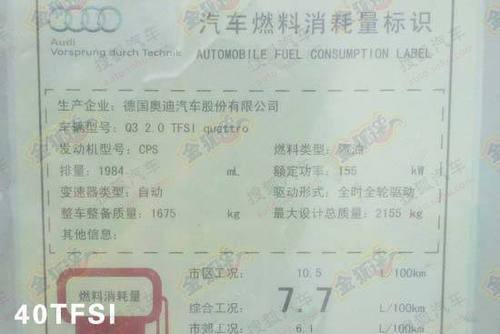 Audi
Vorsprung durch Technik
汽车燃料消耗量标识
AUTOMOBILE FUEL CONSUMPTION LABEL
生产企业: 德国奥迪汽车股份有限公司
车辆型号: Q3 2.0 TFSI quattro
发动机型号: CPS 燃料类型: 汽油
排量: 1984 mL 额定功率: 155 kW
变速器类型: 自动 驱动形式: 全时全轮驱动
整车整备质量: 1675 kg 最大设计总质量: 2155 kg
其他信息:
燃料消耗量
市区工况: 10.5 L/100km
综合工况: 7.7 L/100km
市郊工况: 6.1 L/100km
40TFSI